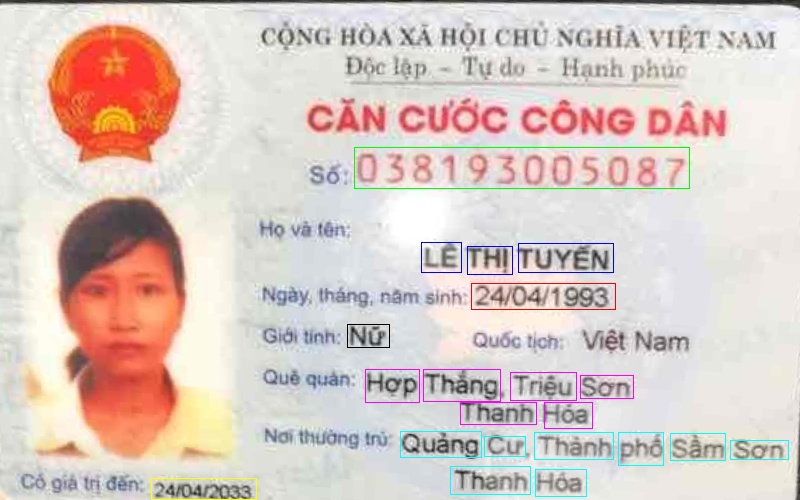 CỘNG HÒA XÃ HỘI CHỦ NGHĨA VIỆT NAM
Độc lập – Tự do – Hạnh phúc
CĂN CƯỚC CÔNG DÂN
Số: 038193005087
Họ và tên:
LÊ THỊ TUYẾN
Ngày, tháng, năm sinh: 24/04/1993
Giới tính: Nữ Quốc tịch: Việt Nam
Quê quán: Hợp Thắng, Triệu Sơn
Thanh Hóa
Nơi thường trú: Quảng Cư, Thành phố Sầm Sơn
Thanh Hóa
Có giá trị đến: 24/04/2033